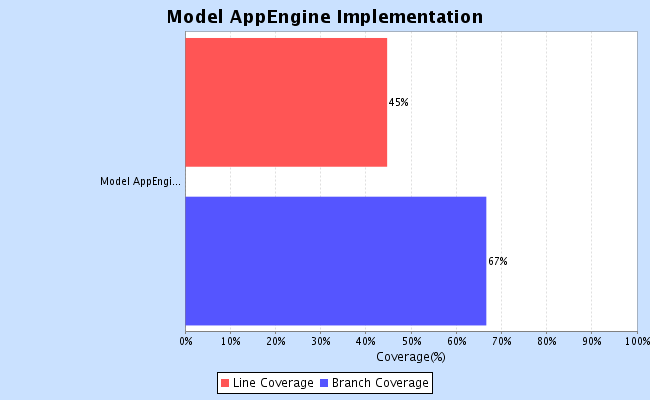 Model AppEngine Implementation
45%
Model AppEngi...
67%
0% 10% 20% 30% 40% 50% 60% 70% 80% 90% 100%
Coverage(%)
Line Coverage Branch Coverage